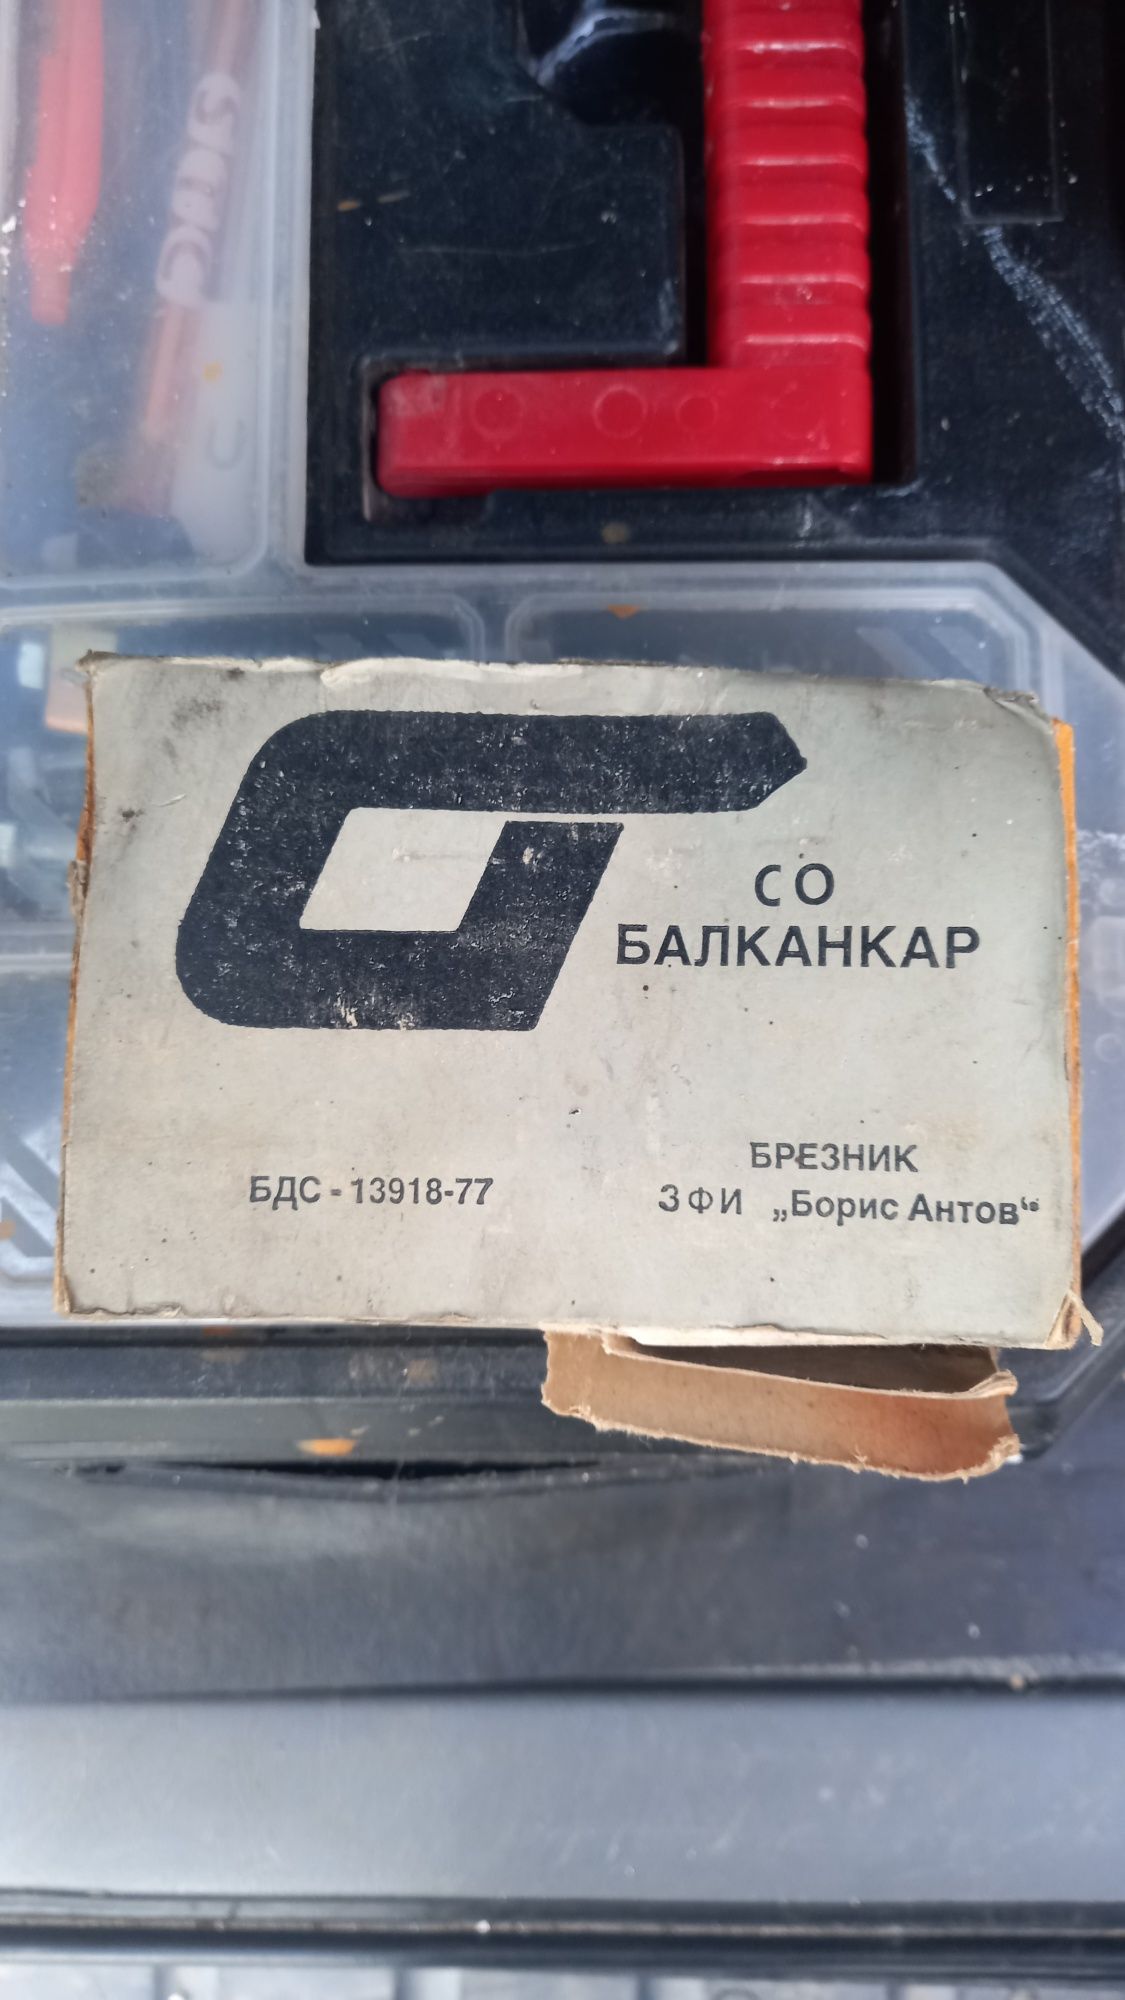 СО
БАЛКАНКАР
БДС - 13918-77
БРЕЗНИК
ЗФИ „Борис Антов“